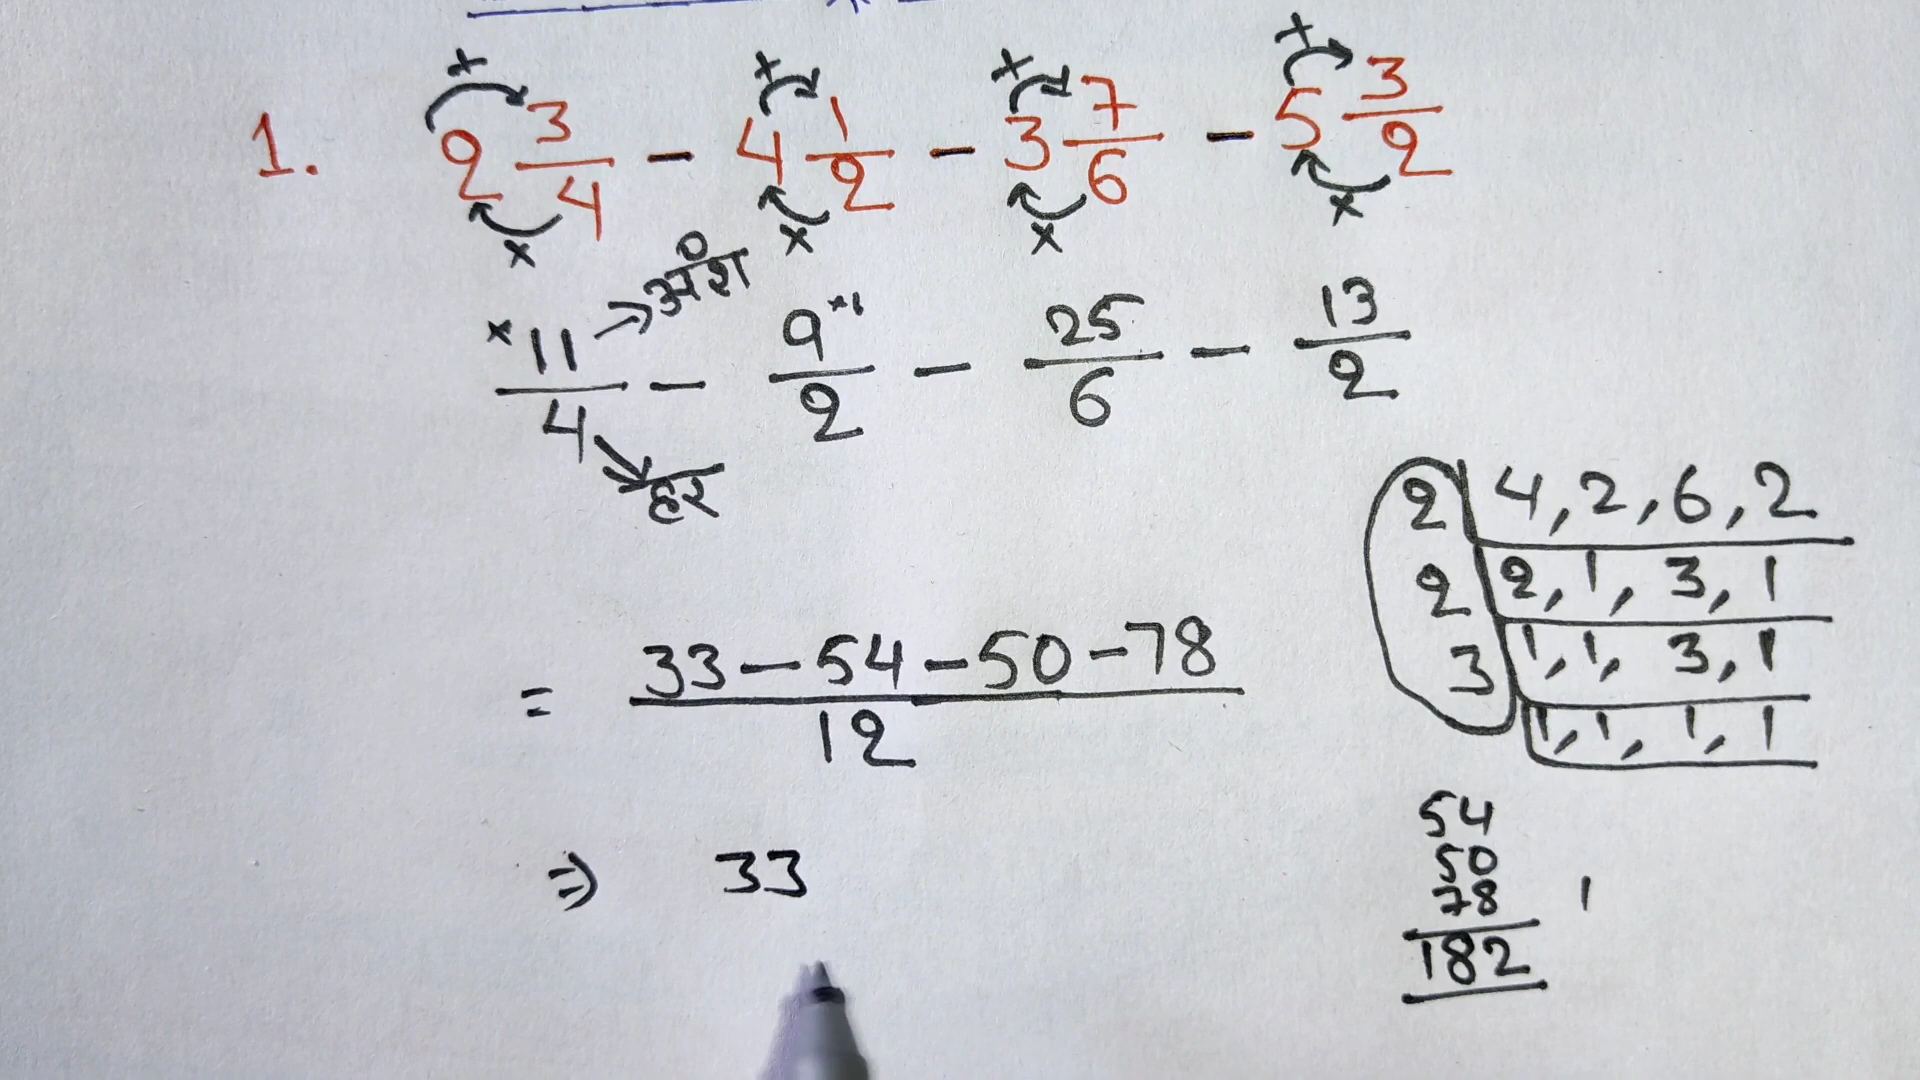 1. 2 3/4 - 4 1/2 - 3 7/6 - 5 3/2
+ + + +
x x x x
x 11/4 - 9/2 - 25/6 - 13/2
अंश
हर
= 33-54-50-78/12
⇒ 33
2 | 4, 2, 6, 2
2 | 2, 1, 3, 1
3 | 1, 1, 3, 1
1, 1, 1, 1
54
50
78 1
182